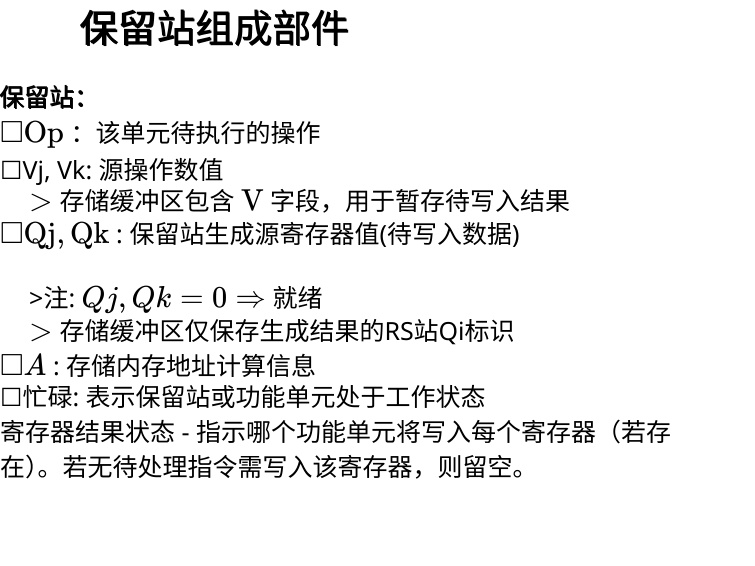 保留站组成部件
保留站：
□Op： 该单元待执行的操作
□Vj, Vk: 源操作数值
> 存储缓冲区包含 V 字段，用于暂存待写入结果
□Qj, Qk : 保留站生成源寄存器值(待写入数据)
>注: Qj, Qk = 0 ⇒ 就绪
> 存储缓冲区仅保存生成结果的RS站Qi标识
□A : 存储内存地址计算信息
□忙碌: 表示保留站或功能单元处于工作状态
寄存器结果状态 - 指示哪个功能单元将写入每个寄存器（若存
在）。若无待处理指令需写入该寄存器，则留空。